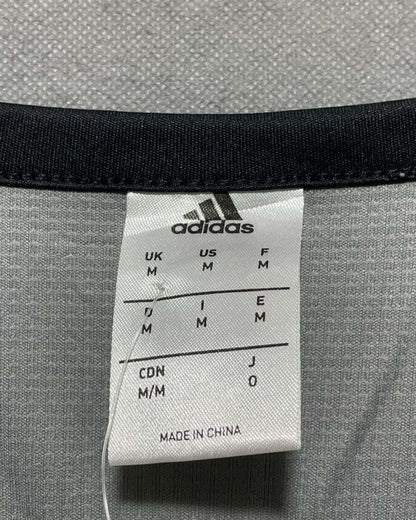 adidas
UK US F
M M M
D I E
M M M
CDN J
M/M O
MADE IN CHINA